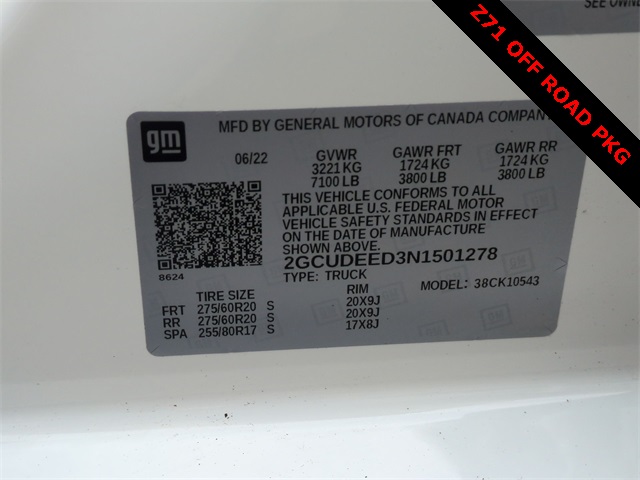 SEE OWNE
Z71 OFF ROAD PKG
gm
MFD BY GENERAL MOTORS OF CANADA COMPANY
06/22 GVWR GAWR FRT GAWR RR
3221 KG 1724 KG 1724 KG
7100 LB 3800 LB 3800 LB
THIS VEHICLE CONFORMS TO ALL
APPLICABLE U.S. FEDERAL MOTOR
VEHICLE SAFETY STANDARDS IN EFFECT
ON THE DATE OF MANUFACTURE
SHOWN ABOVE.
2GCUDEED3N1501278
8624 TYPE: TRUCK MODEL: 38CK10543
TIRE SIZE RIM
FRT 275/60R20 S 20X9J
RR 275/60R20 S 20X9J
SPA 255/80R17 S 17X8J